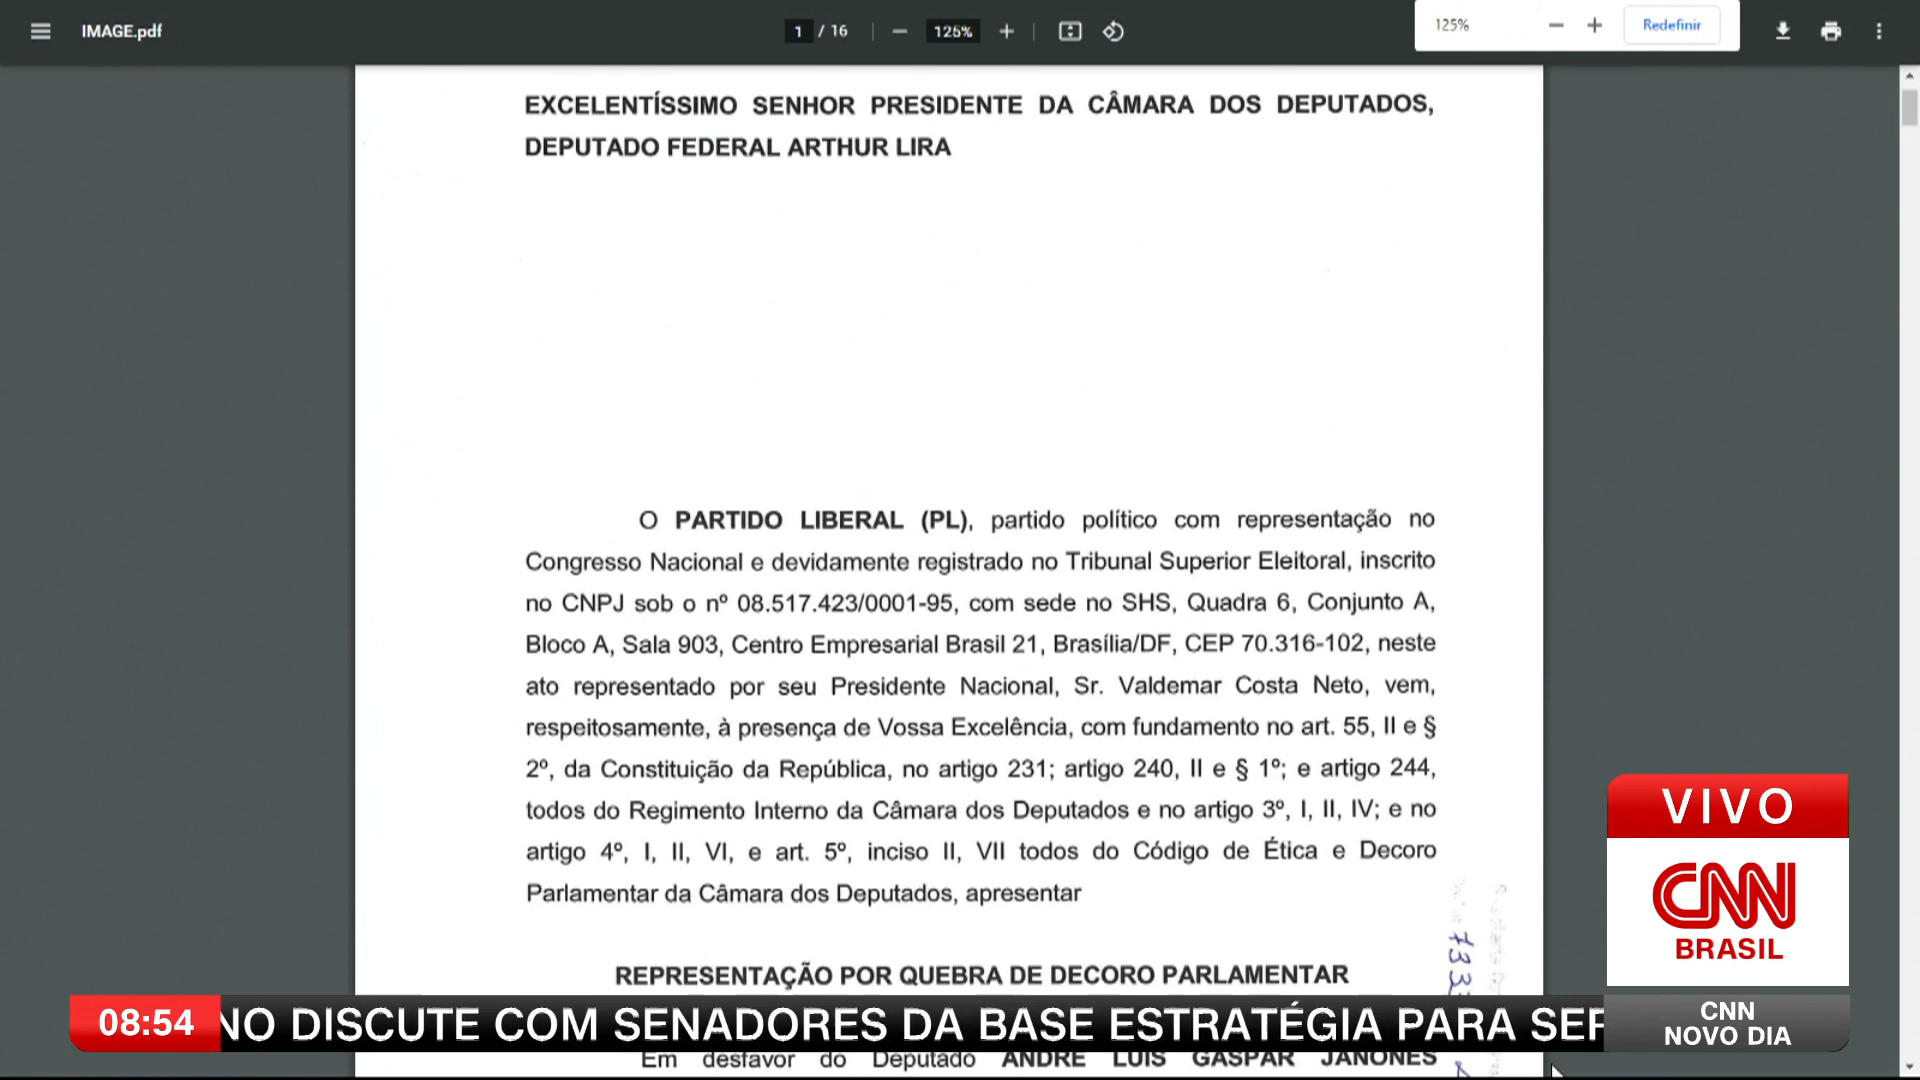 IMAGE.pdf
1 / 16
125%
125%
Redefinir
EXCELENTÍSSIMO SENHOR PRESIDENTE DA CÂMARA DOS DEPUTADOS,
DEPUTADO FEDERAL ARTHUR LIRA
O PARTIDO LIBERAL (PL), partido político com representação no
Congresso Nacional e devidamente registrado no Tribunal Superior Eleitoral, inscrito
no CNPJ sob o nº 08.517.423/0001-95, com sede no SHS, Quadra 6, Conjunto A,
Bloco A, Sala 903, Centro Empresarial Brasil 21, Brasília/DF, CEP 70.316-102, neste
ato representado por seu Presidente Nacional, Sr. Valdemar Costa Neto, vem,
respeitosamente, à presença de Vossa Excelência, com fundamento no art. 55, II e §
2º, da Constituição da República, no artigo 231; artigo 240, II e § 1º; e artigo 244,
todos do Regimento Interno da Câmara dos Deputados e no artigo 3º, I, II, IV; e no
artigo 4º, I, II, VI, e art. 5º, inciso II, VII todos do Código de Ética e Decoro
Parlamentar da Câmara dos Deputados, apresentar
REPRESENTAÇÃO POR QUEBRA DE DECORO PARLAMENTAR
Em desfavor do Deputado ANDRÉ LUIS GASPAR JANONES
VIVO
CNN
BRASIL
CNN
NOVO DIA
08:54
NO DISCUTE COM SENADORES DA BASE ESTRATÉGIA PARA SER